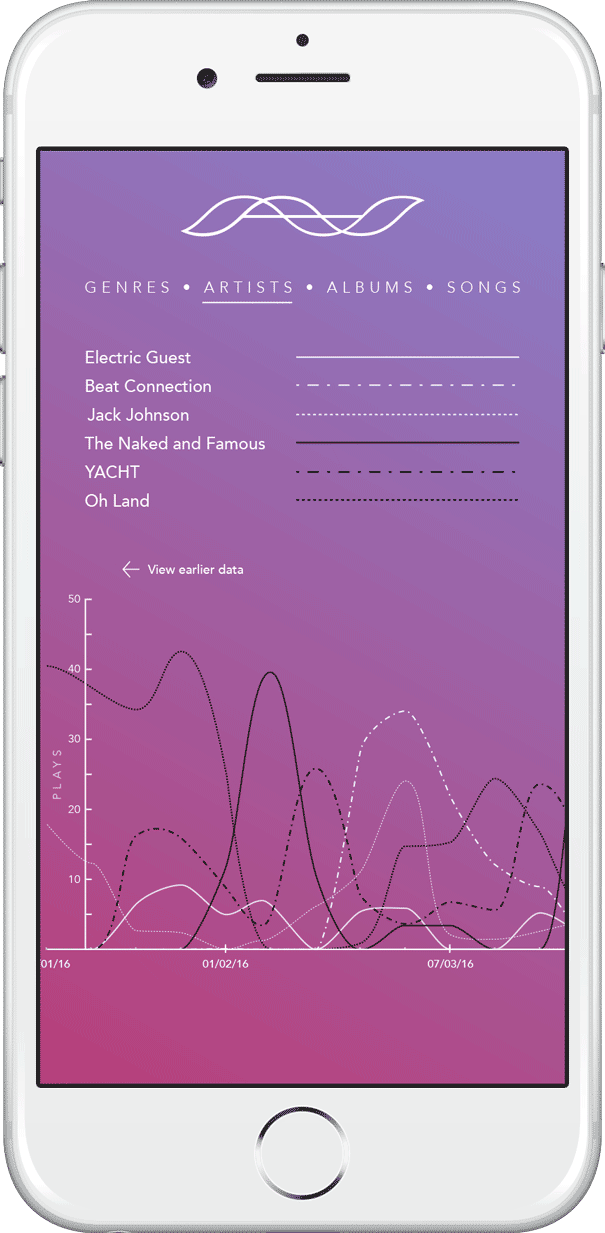 GENRES • ARTISTS • ALBUMS • SONGS
Electric Guest
Beat Connection
Jack Johnson
The Naked and Famous
YACHT
Oh Land
View earlier data
50
40
30
20
10
PLAYS
01/16
01/02/16
07/03/16